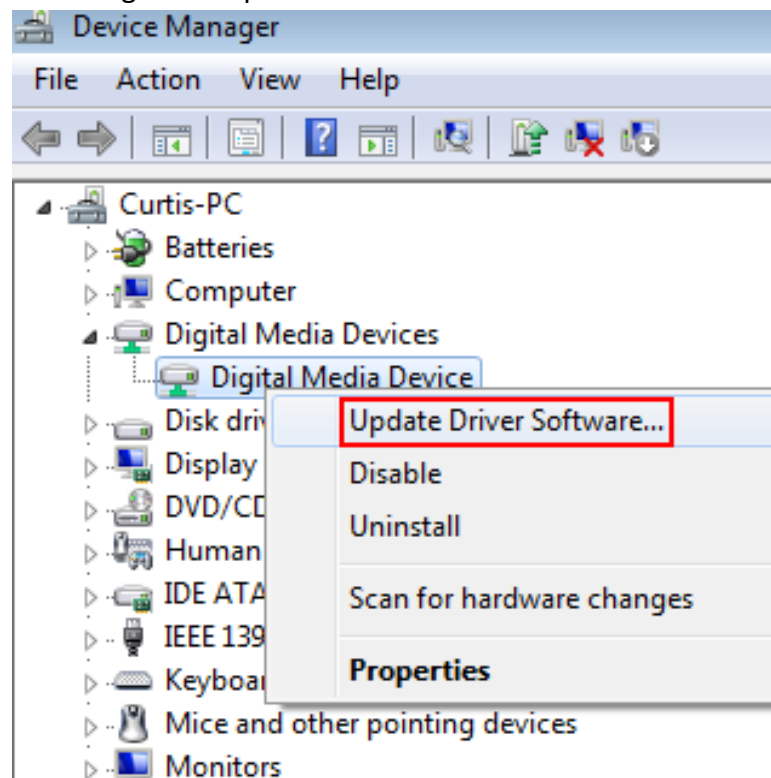 Device Manager
File Action View Help
Curtis-PC
Batteries
Computer
Digital Media Devices
Digital Media Device
Disk
Update Driver Software...
Display
Disable
DVD/CD
Uninstall
Human
IDE ATA
Scan for hardware changes
IEEE 139
Properties
Mice and other pointing devices
Monitors